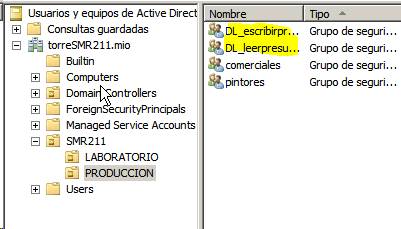 Usuarios y equipos de Active Direct
Consultas guardadas
torreSMR211.mio
Builtin
Computers
Domain Controllers
ForeignSecurityPrincipals
Managed Service Accounts
SMR211
LABORATORIO
PRODUCCION
Users
Nombre Tipo
DL_escribirpr... Grupo de seguri...
DL_leerpresu... Grupo de seguri...
comerciales Grupo de seguri...
pintores Grupo de seguri...